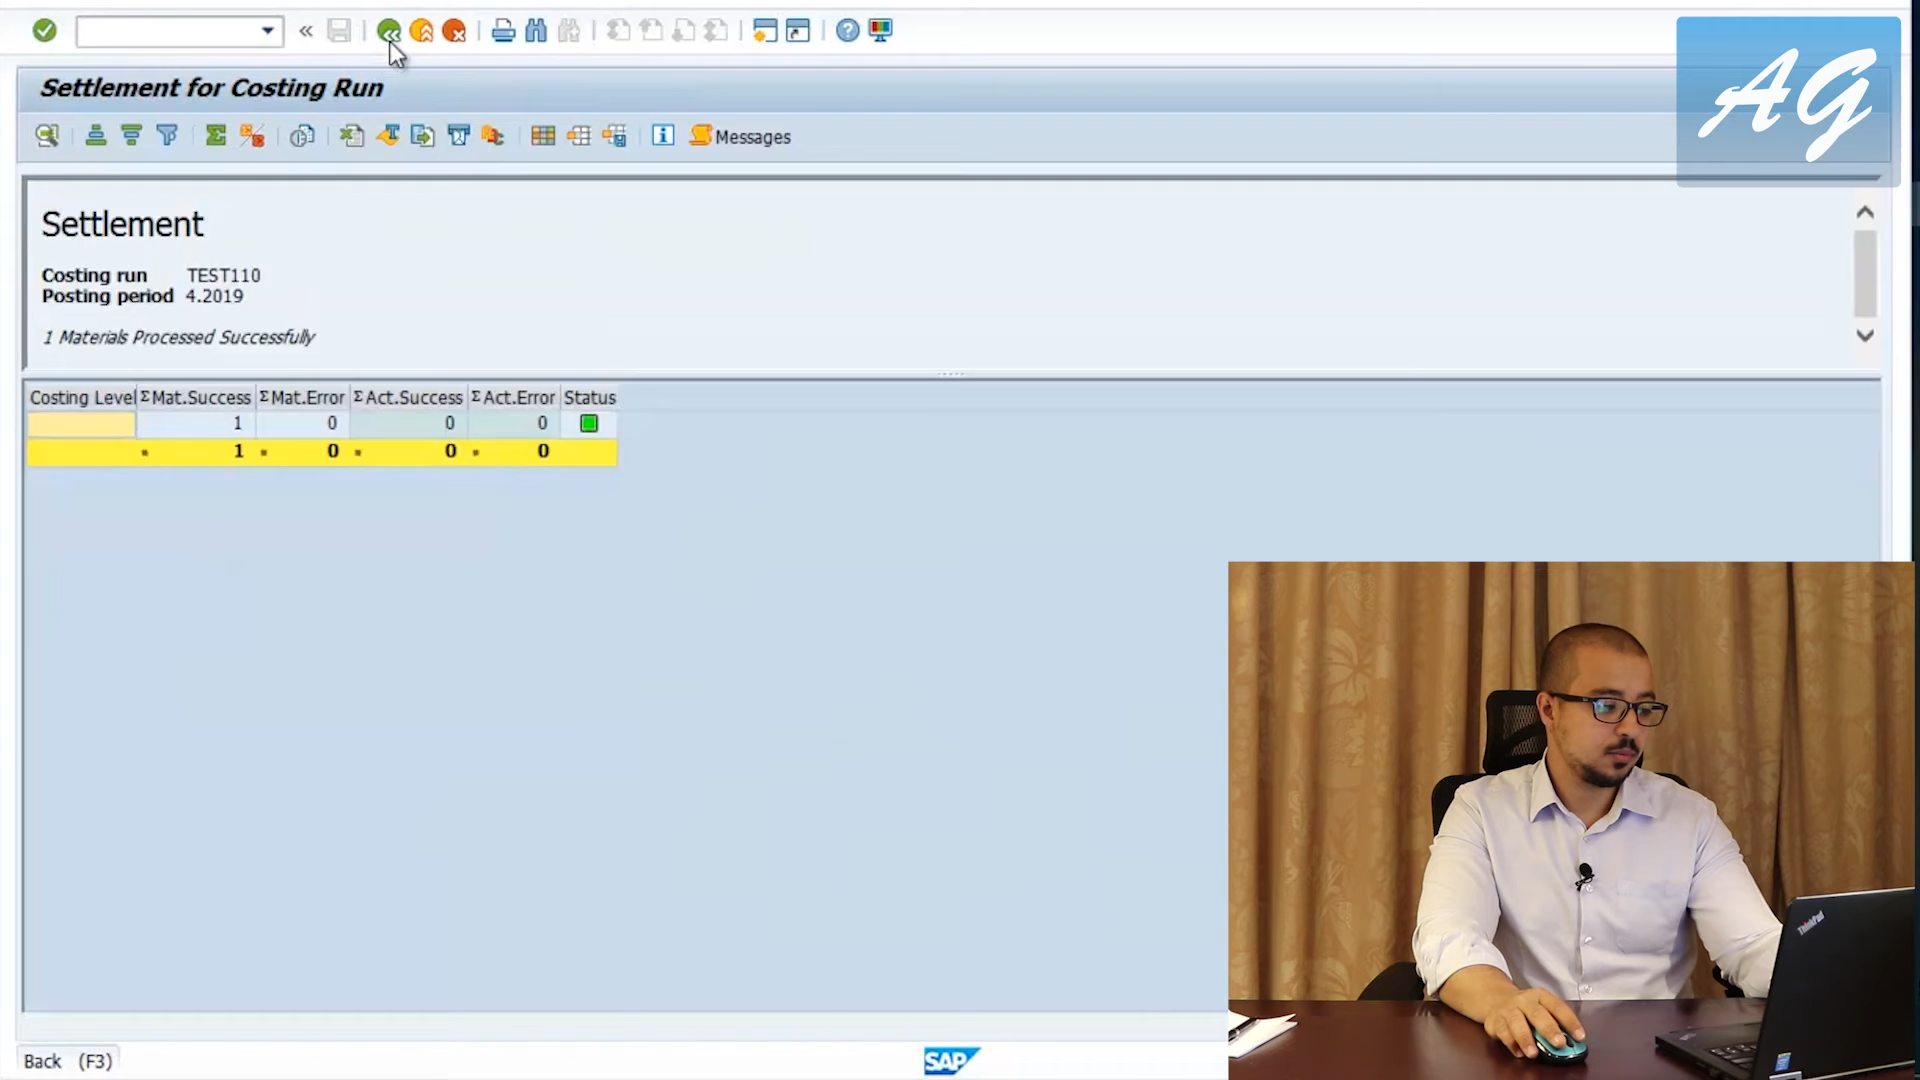 Settlement for Costing Run
Messages
AG
Settlement
Costing run TEST110
Posting period 4.2019
1 Materials Processed Successfully
Costing Level ΣMat.Success ΣMat.Error ΣAct.Success ΣAct.Error Status
1 0 0 0
1 0 0 0
ThinkPad
Back (F3)
SAP